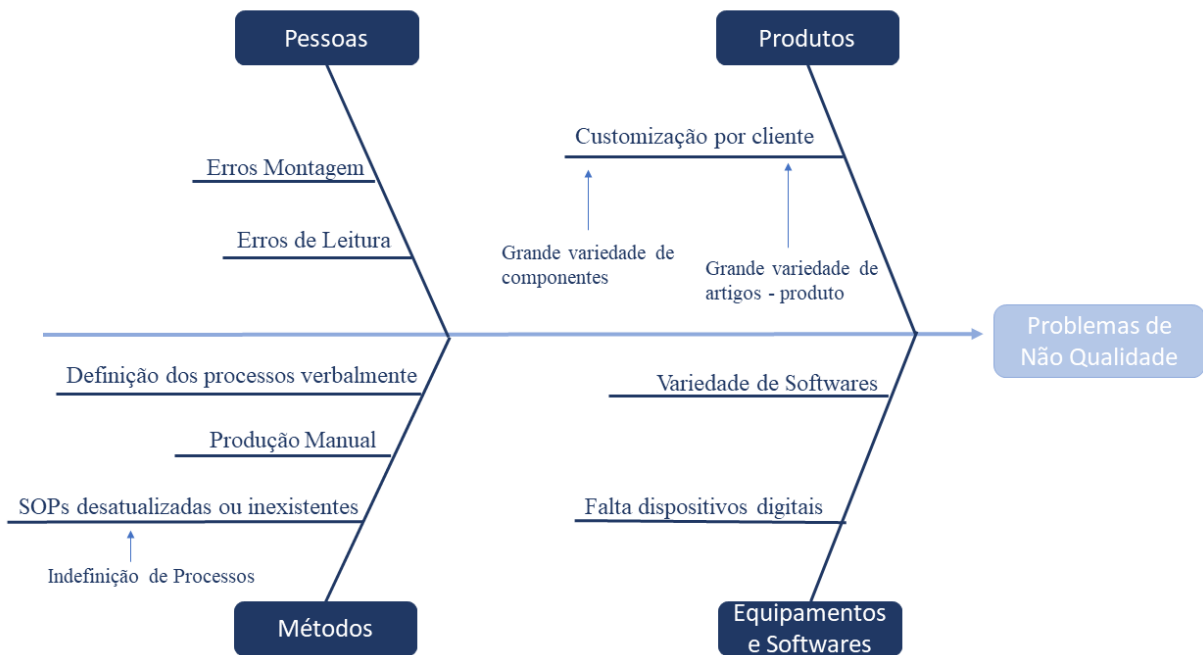 Pessoas
Produtos
Customização por cliente
Erros Montagem
Erros de Leitura
Grande variedade de
componentes
Grande variedade de
artigos - produto
Problemas de
Não Qualidade
Definição dos processos verbalmente
Variedade de Softwares
Produção Manual
SOPs desatualizadas ou inexistentes
Falta dispositivos digitais
Indefinição de Processos
Métodos
Equipamentos
e Softwares